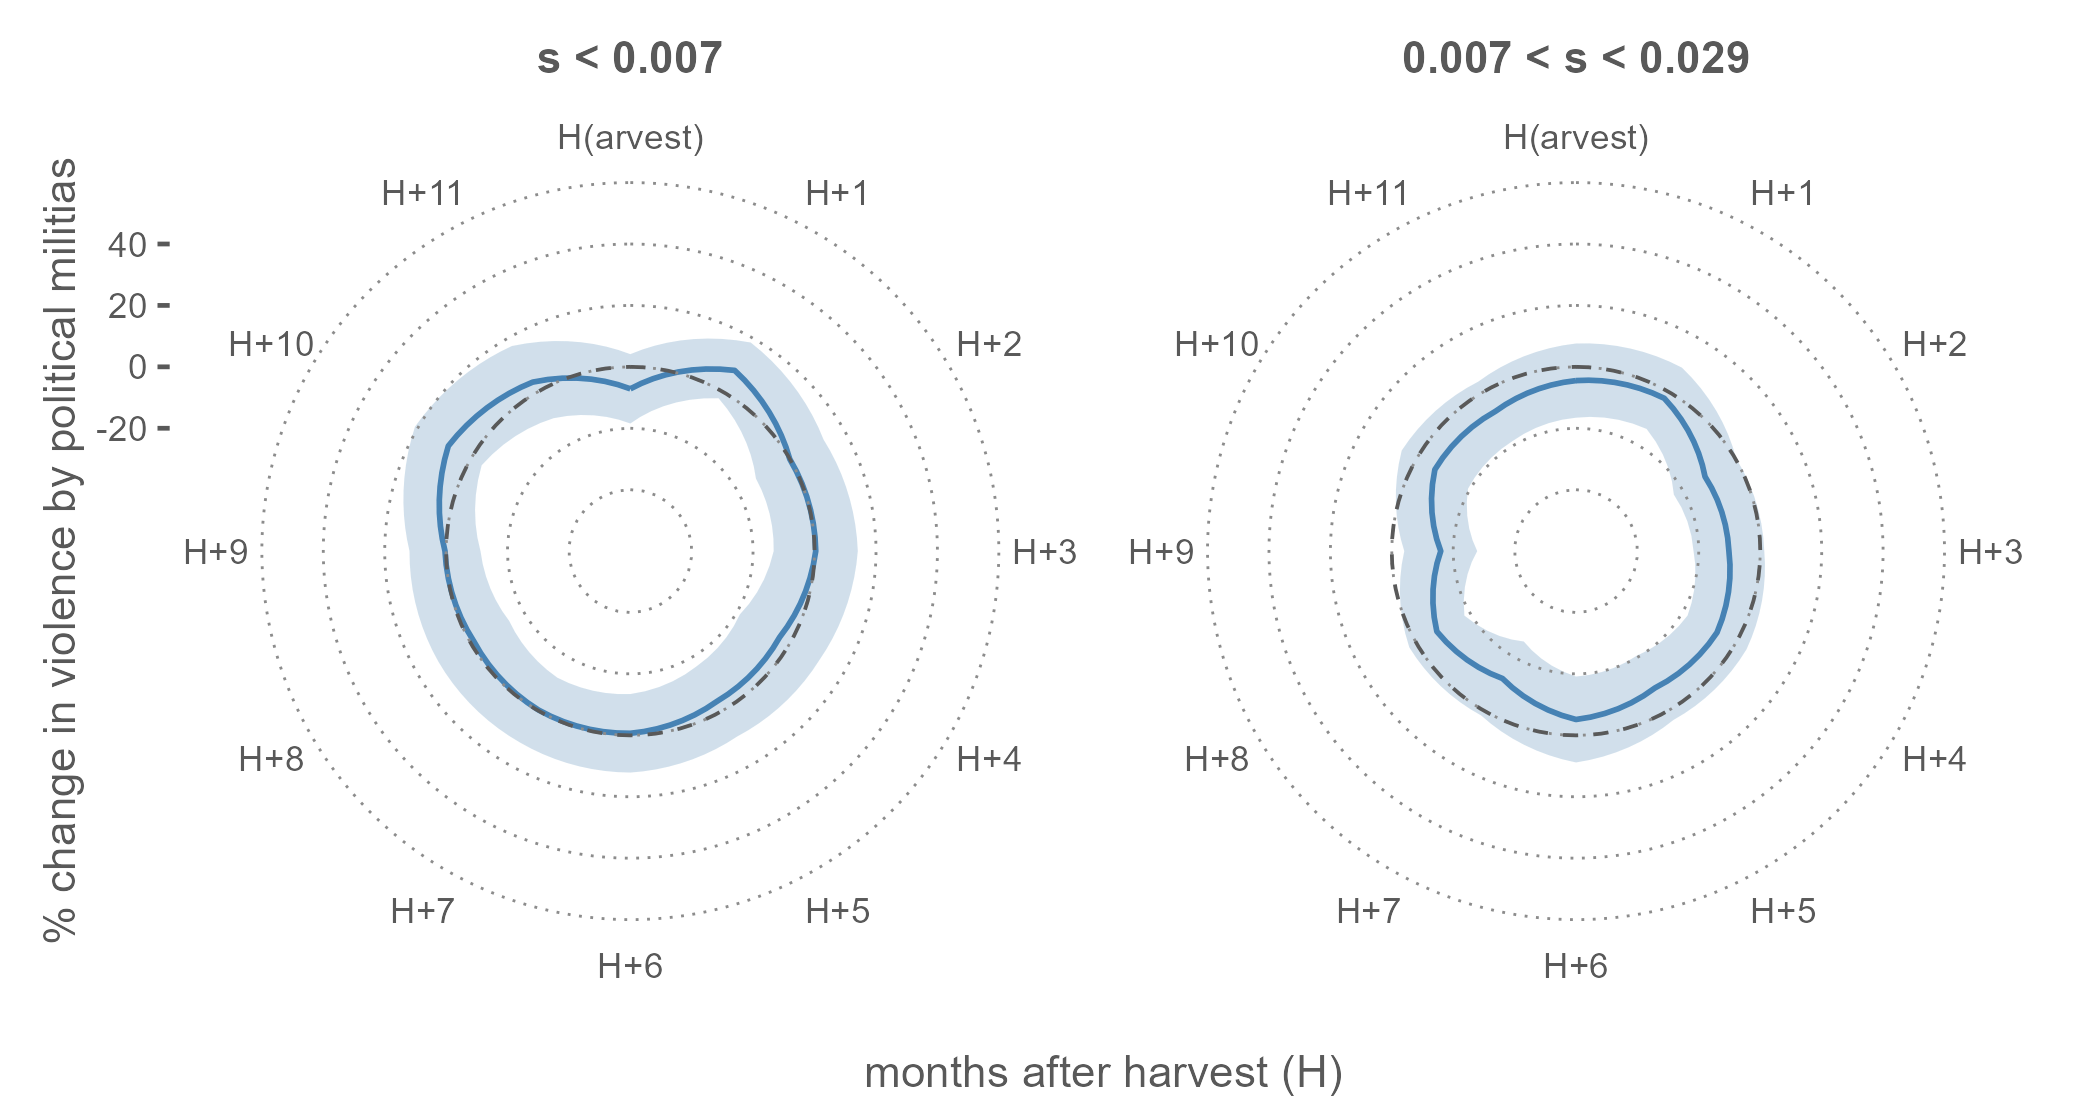 s < 0.007
0.007 < s < 0.029
% change in violence by political militias
40
20
0
-20
H(arvest)
H+1
H+2
H+3
H+4
H+5
H+6
H+7
H+8
H+9
H+10
H+11
H(arvest)
H+1
H+2
H+3
H+4
H+5
H+6
H+7
H+8
H+9
H+10
H+11
months after harvest (H)